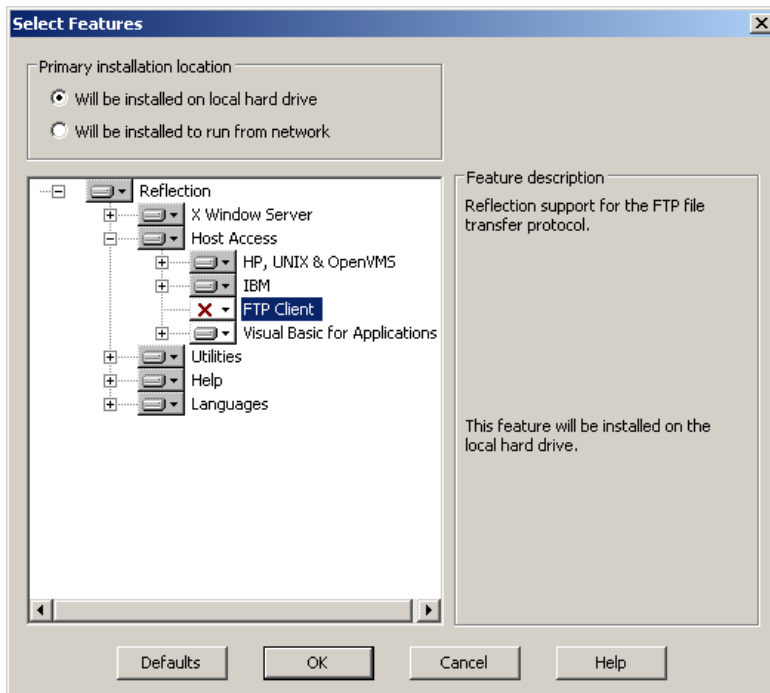 Select Features
Primary installation location
Will be installed on local hard drive
Will be installed to run from network
Reflection
X Window Server
Host Access
HP, UNIX & OpenVMS
IBM
FTP Client
Visual Basic for Applications
Utilities
Help
Languages
Feature description
Reflection support for the FTP file
transfer protocol.
This feature will be installed on the
local hard drive.
Defaults
OK
Cancel
Help